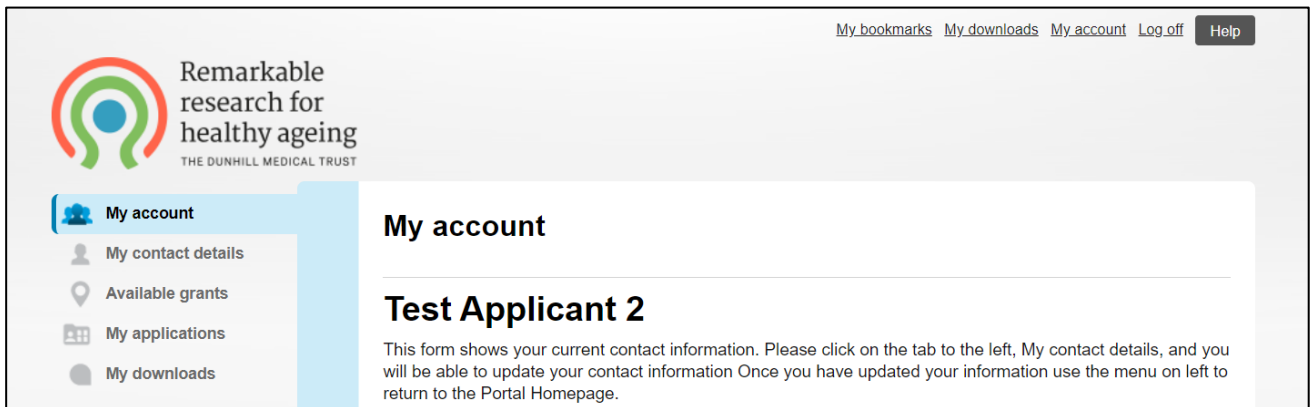 My bookmarks My downloads My account Log off Help
Remarkable
research for
healthy ageing
THE DUNHILL MEDICAL TRUST
My account
My contact details
Available grants
My applications
My downloads
My account
Test Applicant 2
This form shows your current contact information. Please click on the tab to the left, My contact details, and you
will be able to update your contact information Once you have updated your information use the menu on left to
return to the Portal Homepage.